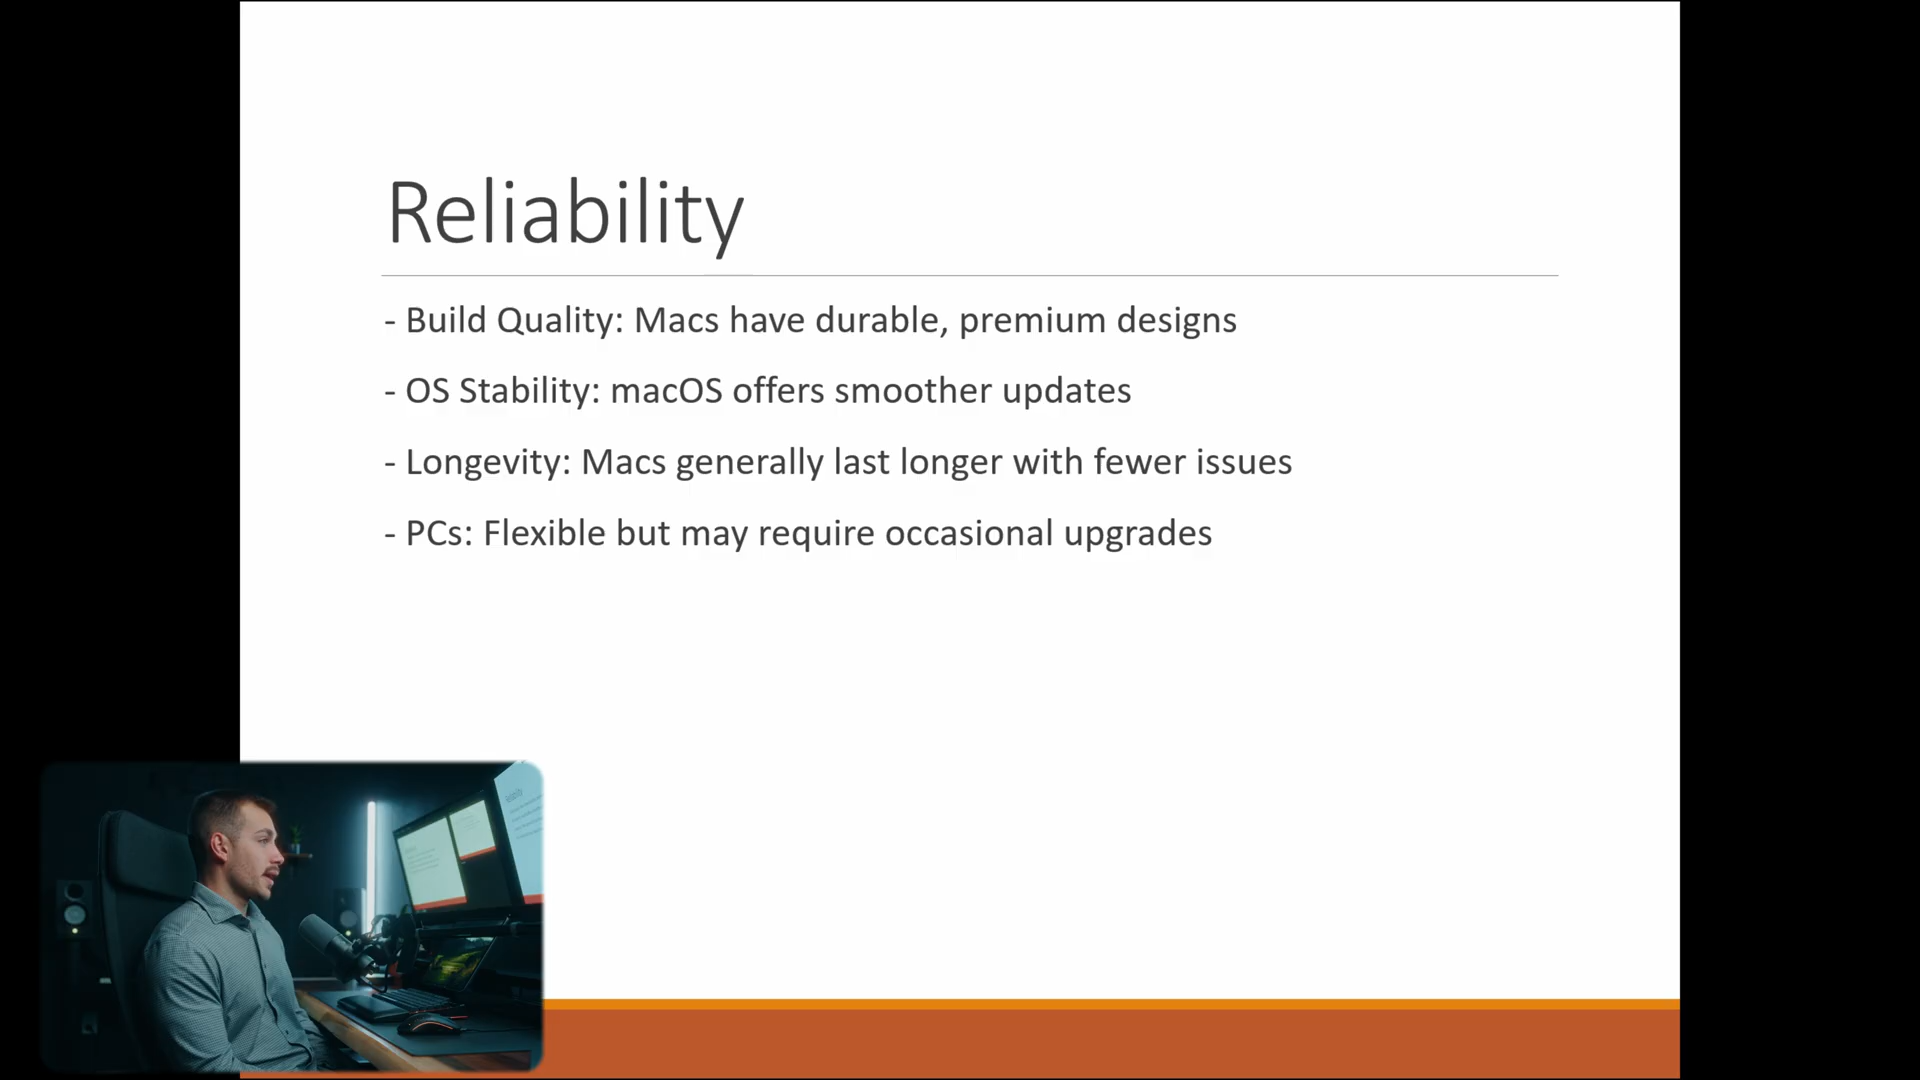 Reliability
- Build Quality: Macs have durable, premium designs
- OS Stability: macOS offers smoother updates
- Longevity: Macs generally last longer with fewer issues
- PCs: Flexible but may require occasional upgrades